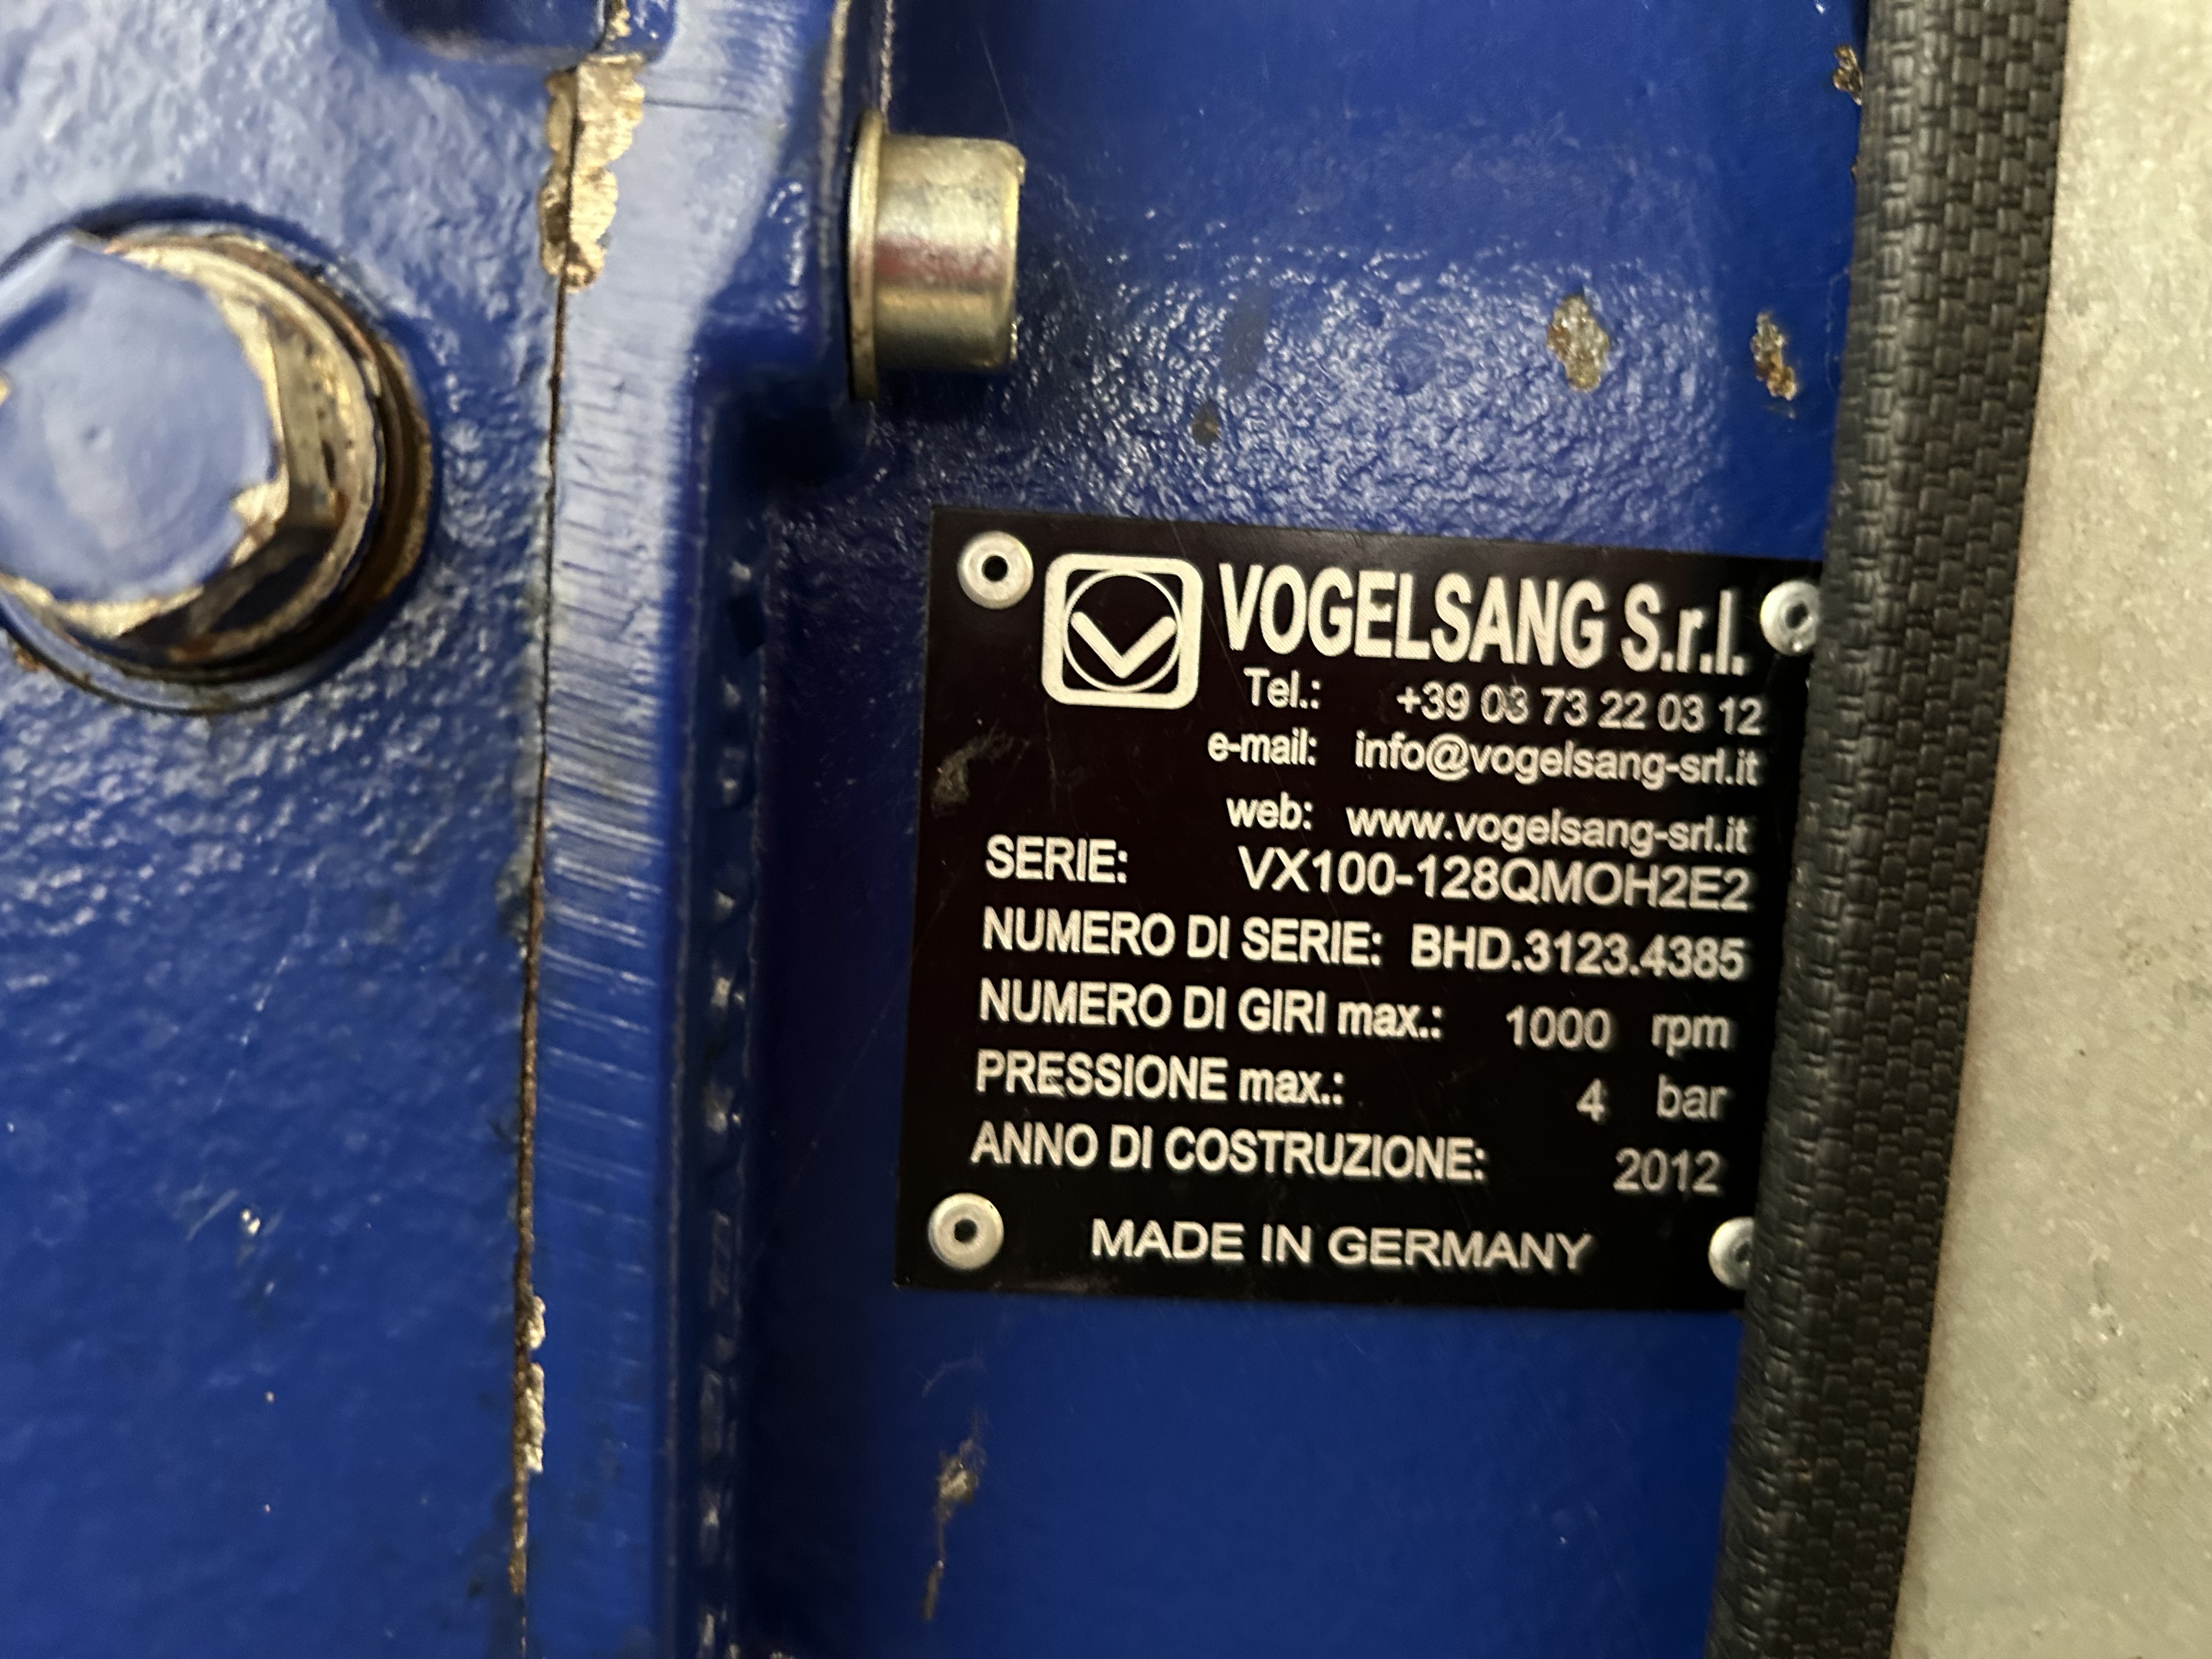 VOGELSANG S.r.l.
Tel.: +39 03 73 22 03 12
e-mail: info@vogelsang-srl.it
web: www.vogelsang-srl.it
SERIE: VX100-128QMOH2E2
NUMERO DI SERIE: BHD.3123.4385
NUMERO DI GIRI max.: 1000 rpm
PRESSIONE max.: 4 bar
ANNO DI COSTRUZIONE: 2012
MADE IN GERMANY